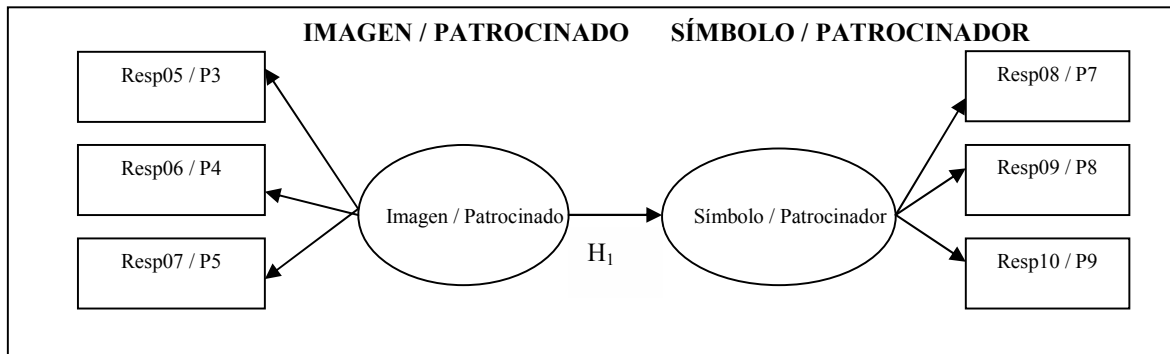 IMAGEN / PATROCINADO SÍMBOLO / PATROCINADOR
Resp05 / P3
Resp06 / P4
Resp07 / P5
Imagen / Patrocinado
H₁
Símbolo / Patrocinador
Resp08 / P7
Resp09 / P8
Resp10 / P9